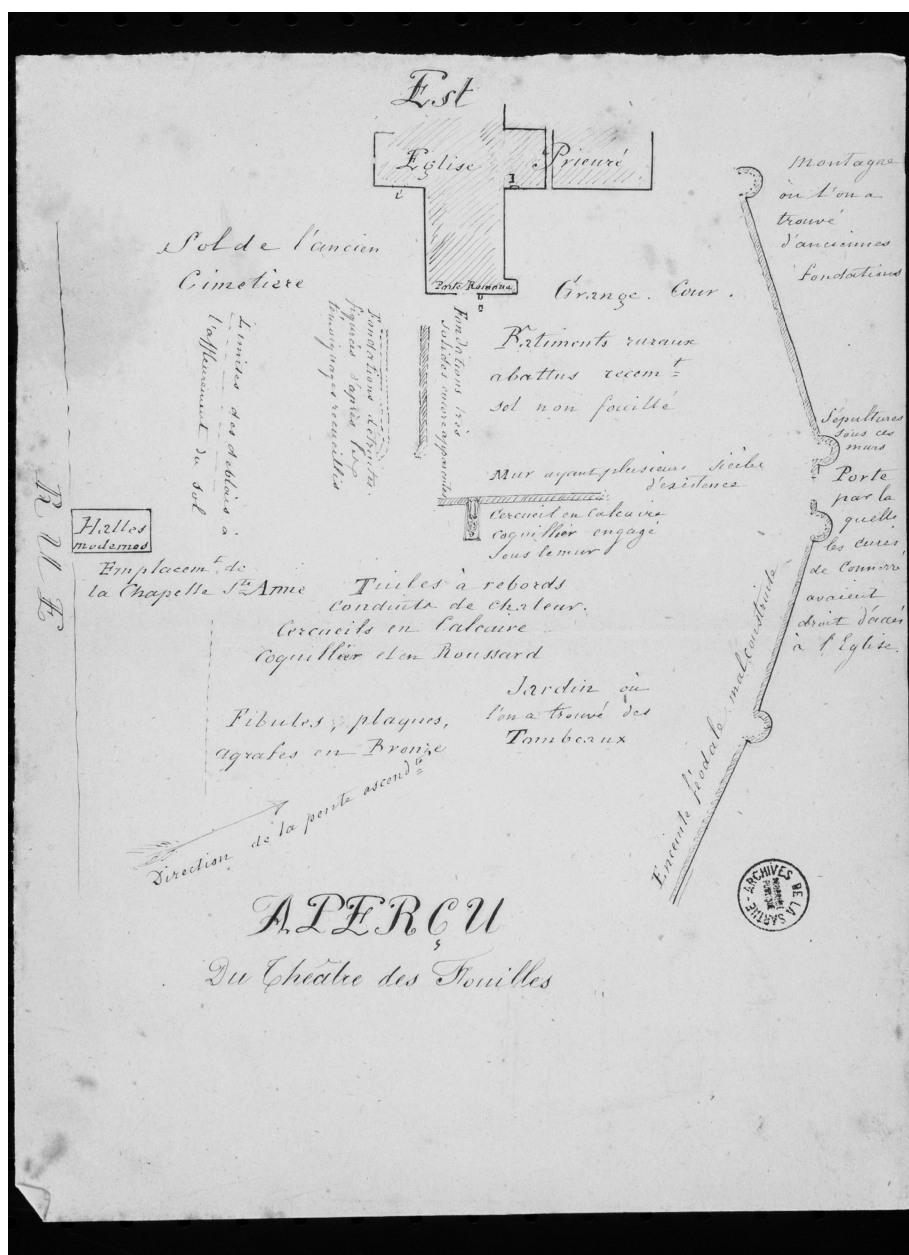 Est
Eglise
Prieuré
Montagne
où l'on a
trouvé
d'anciennes
fondations
Sol de l'ancien
Cimetiere
Porte Romane
Grange. Cour.
Limites des déblais à
l'affleurement du sol
Fondations détruites.
figurées d'après les
témoignages recueillis
Fondations très
solides encore apparentes
Batiments ruraux
abattus recemt
sol non fouillé
Sépultures
sous ces
murs
Mur ayant plusieurs siècles
d'existence
Cercueil en Calcaire
coquillier engagé
sous le mur
Porte
par la
quelle
les curés
de Connerré
avaient
droit d'accès
à l'Eglise.
RUE
Halles
modernes
Emplacemt de
la Chapelle Ste Anne
Tuiles à rebords
conduits de chaleur.
Cercueils en Calcaire
coquillier et en Roussard
Jardin où
l'on a trouvé des
Tombeaux
Fibules, plaques,
agrafes en Bronze
Direction de la pente ascendte
Enceinte féodale mal construite
ARCHIVES DE LA SARTHE
APERÇU
Du Théâtre des Fouilles